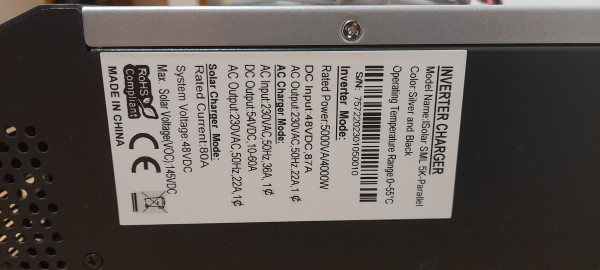 INVERTER CHARGER
Model Name:ISolar SML 5K-Parallel
Color:Silver and Black
Operating Temperature Range:0~55°C
S/N: 7572202301050010
Inverter Mode:
Rated Power:5000VA/4000W
DC Input:48VDC,87A
AC Output:230VAC,50Hz,22A,1¢
AC Charger Mode:
AC Input:230VAC,50Hz,36A, 1¢
DC Output:54VDC,10-60A
AC Output:230VAC,50Hz,22A,1¢
Solar Charger Mode:
Rated Current:80A
System Voltage:48VDC
Max. Solar Voltage(VOC):145VDC
RoHS
Compliant
CE
MADE IN CHINA